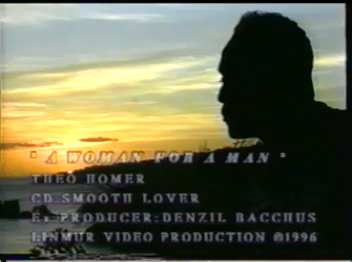 " A WOMAN FOR A MAN "
THEO HOMER
CD:SMOOTH LOVER
Ex PRODUCER:DENZIL BACCHUS
LINMUR VIDEO PRODUCTION ©1996